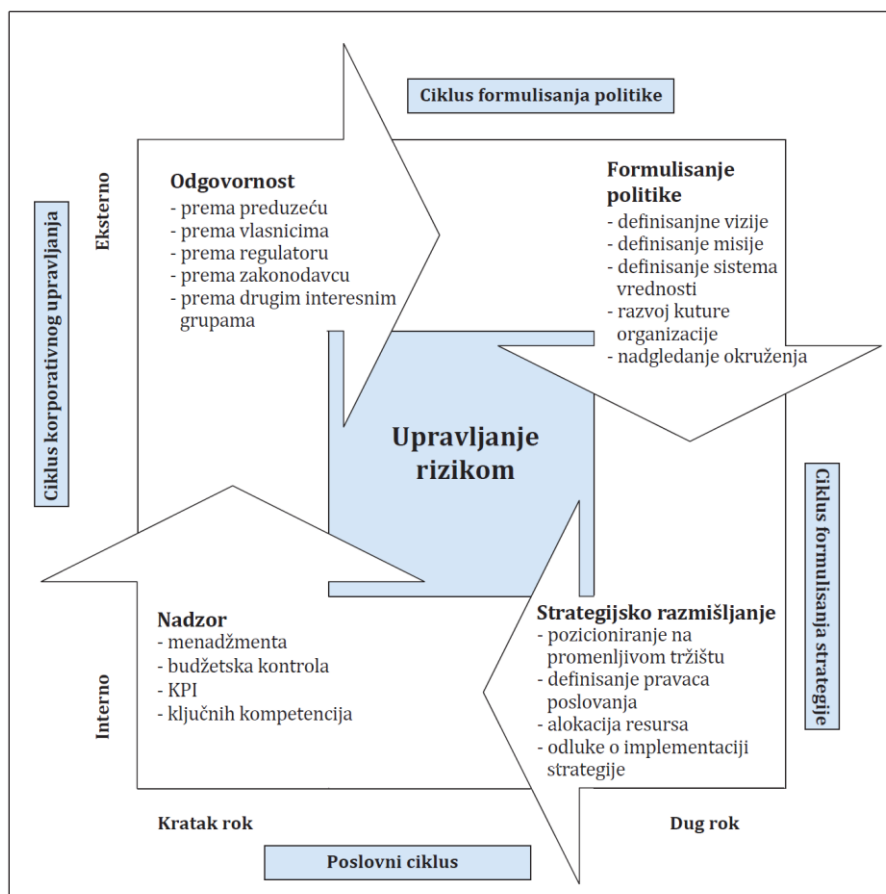 Ciklus formulisanja politike
Eksterno
Ciklus korporativnog upravljanja
Odgovornost
- prema preduzeću
- prema vlasnicima
- prema regulatoru
- prema zakonodavcu
- prema drugim interesnim
grupama
Formulisanje
politike
- definisanjne vizije
- definisanje misije
- definisanje sistema
vrednosti
- razvoj kuture
organizacije
- nadgledanje okruženja
Upravljanje
rizikom
Ciklus formulisanja strategije
Interno
Nadzor
- menadžmenta
- budžetska kontrola
- KPI
- ključnih kompetencija
Strategijsko razmišljanje
- pozicioniranje na
promenljivom tržištu
- definisanje pravaca
poslovanja
- alokacija resursa
- odluke o implementaciji
strategije
Kratak rok
Dug rok
Poslovni ciklus